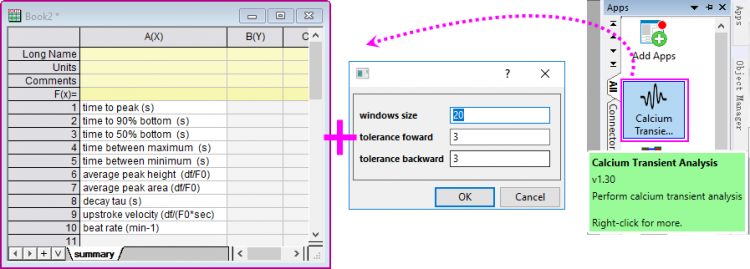 Book2 *
A(X) B(Y) C
Long Name
Units
Comments
F(x)=
1 time to peak (s)
2 time to 90% bottom (s)
3 time to 50% bottom (s)
4 time between maximum (s)
5 time between minimum (s)
6 average peak height (df/F0)
7 average peak area (df/F0)
8 decay tau (s)
9 upstroke velocity (df/(F0*sec)
10 beat rate (min-1)
11
summary
?
windows size 20
tolerance foward 3
tolerance backward 3
OK Cancel
Apps
Add Apps
All
Connector
Calcium
Transie...
Calcium Transient Analysis
v1.30
Perform calcium transient analysis
Right-click for more.
Apps
Object Manager